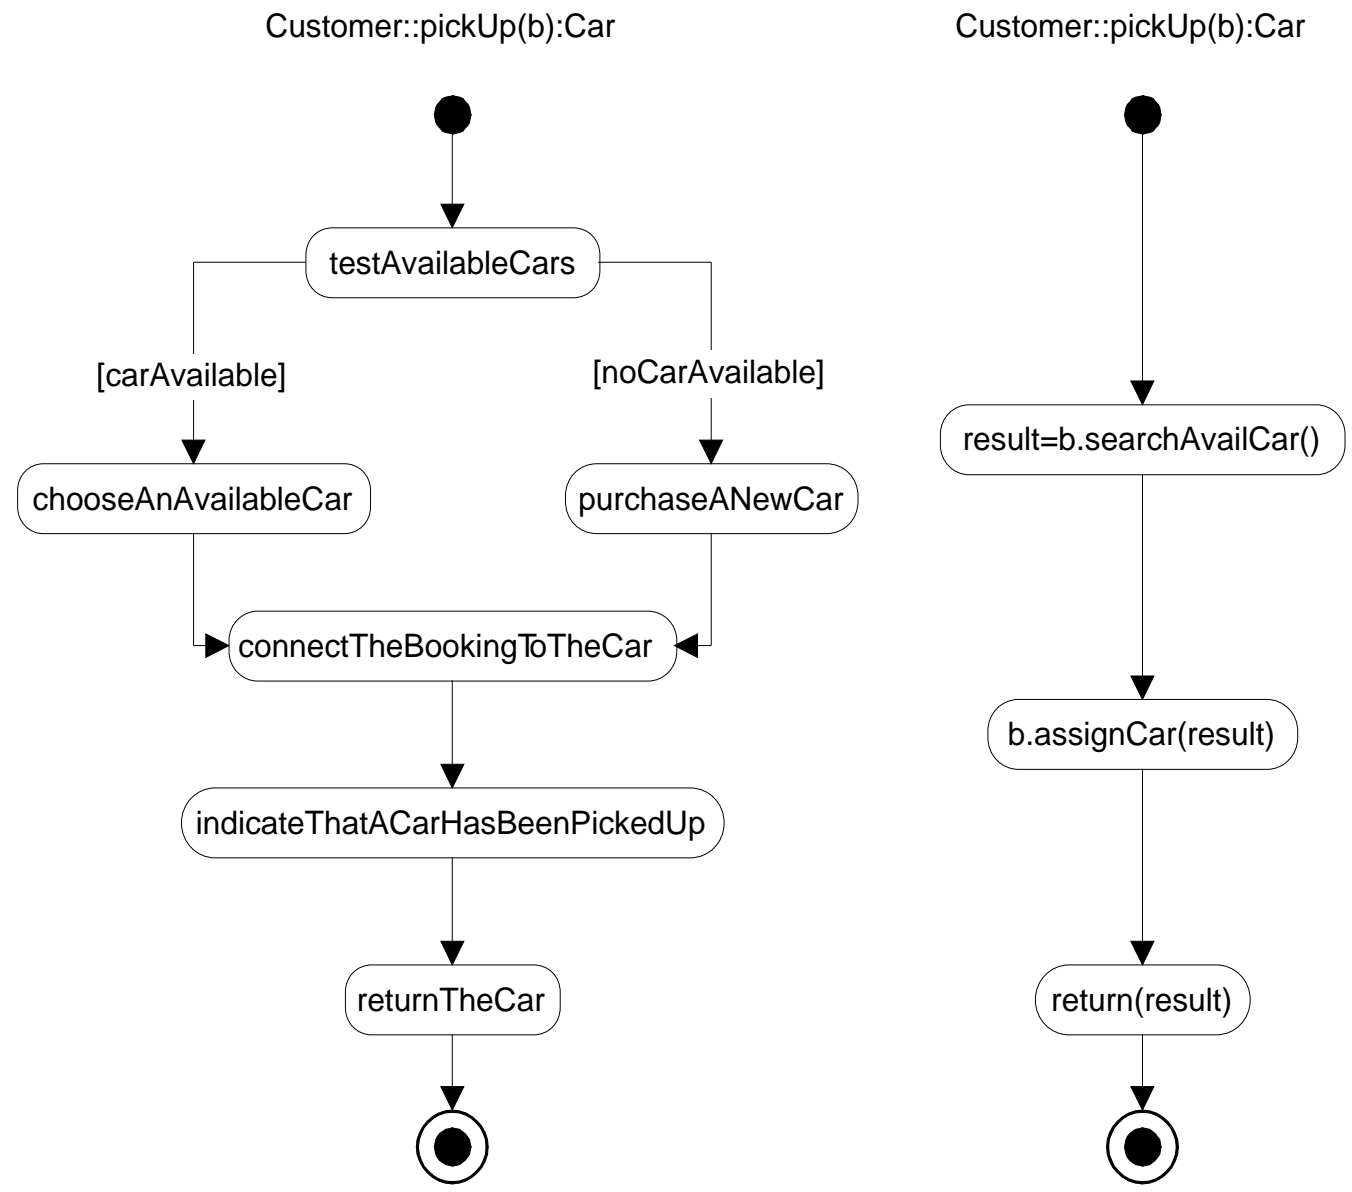 Customer::pickUp(b):Car
testAvailableCars
[carAvailable]
[noCarAvailable]
chooseAnAvailableCar
purchaseANewCar
connectTheBookingToTheCar
indicateThatACarHasBeenPickedUp
returnTheCar
Customer::pickUp(b):Car
result=b.searchAvailCar()
b.assignCar(result)
return(result)